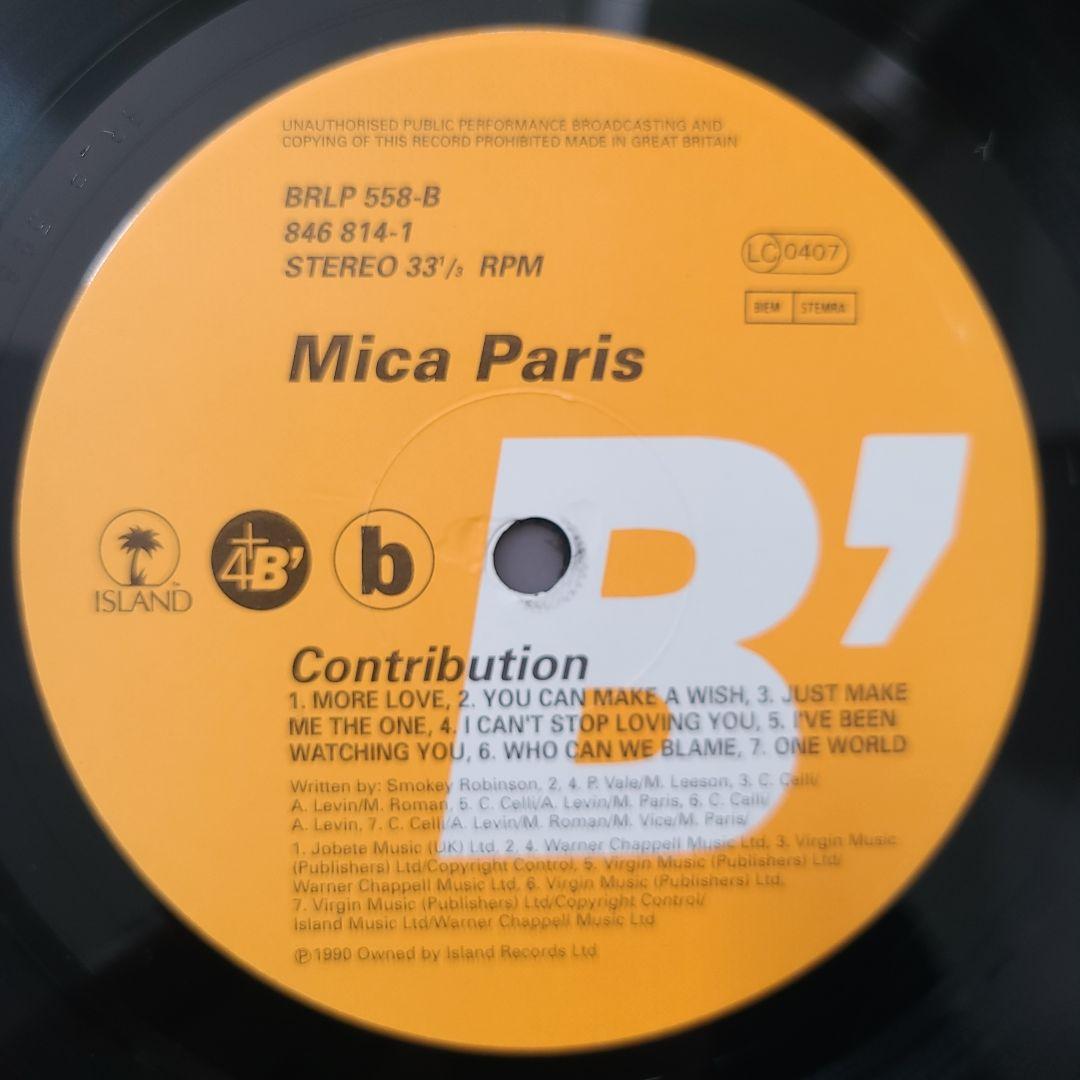 UNAUTHORISED PUBLIC PERFORMANCE BROADCASTING AND
COPYING OF THIS RECORD PROHIBITED MADE IN GREAT BRITAIN
BRLP 558-B
846 814-1
STEREO 33¹/₃ RPM
LC 0407
BIEM STEMRA
Mica Paris
B'
ISLAND
4+B'
b
Contribution
1. MORE LOVE, 2. YOU CAN MAKE A WISH, 3. JUST MAKE
ME THE ONE, 4. I CAN'T STOP LOVING YOU, 5. I'VE BEEN
WATCHING YOU, 6. WHO CAN WE BLAME, 7. ONE WORLD
Written by: Smokey Robinson, 2, 4. P. Vale/M. Leeson, 3. C. Celli/
A. Levin/M. Roman, 5. C. Celli/A. Levin/M. Paris, 6. C. Celli/
A. Levin, 7. C. Celli/A. Levin/M. Roman/M. Vice/M. Paris/
1. Jobete Music (UK) Ltd, 2, 4. Warner Chappell Music Ltd, 3. Virgin Music
(Publishers) Ltd/Copyright Control, 5. Virgin Music (Publishers) Ltd/
Warner Chappell Music Ltd, 6. Virgin Music (Publishers) Ltd,
7. Virgin Music (Publishers) Ltd/Copyright Control/
Island Music Ltd/Warner Chappell Music Ltd
℗ 1990 Owned by Island Records Ltd